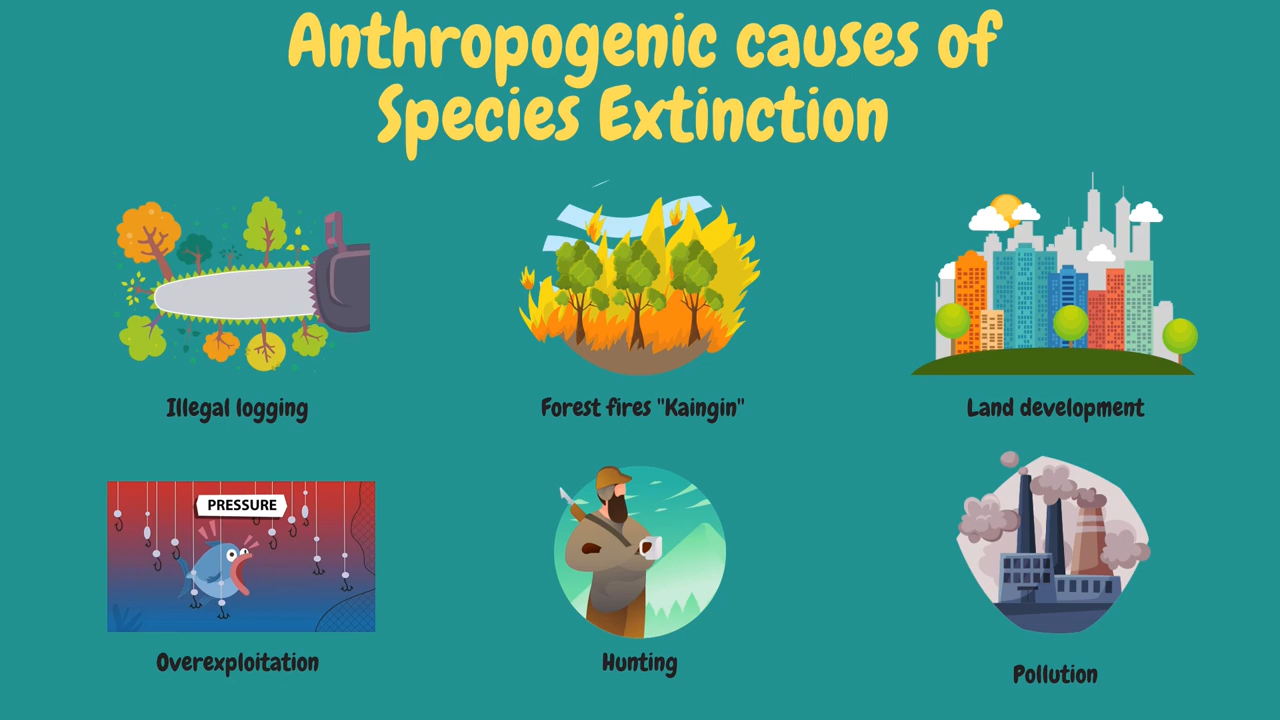 Anthropogenic causes of
Species Extinction
Illegal logging
Forest fires "Kaingin"
Land development
PRESSURE
Overexploitation
Hunting
Pollution